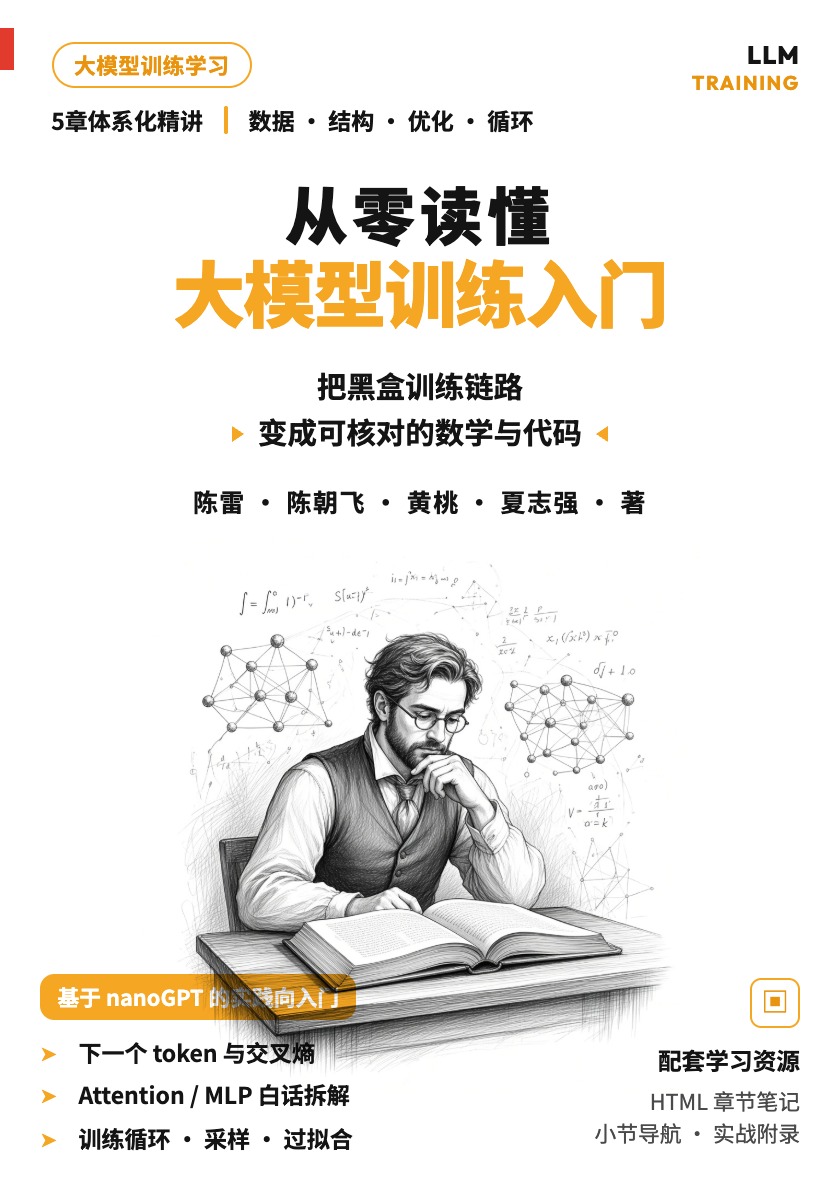 大模型训练学习
LLM
TRAINING
5章体系化精讲 | 数据 · 结构 · 优化 · 循环
从零读懂
大模型训练入门
把黑盒训练链路
变成可核对的数学与代码
陈雷 · 陈朝飞 · 黄桃 · 夏志强 · 著
基于 nanoGPT 的实践向入门
下一个 token 与交叉熵
Attention / MLP 白话拆解
训练循环 · 采样 · 过拟合
配套学习资源
HTML 章节笔记
小节导航 · 实战附录